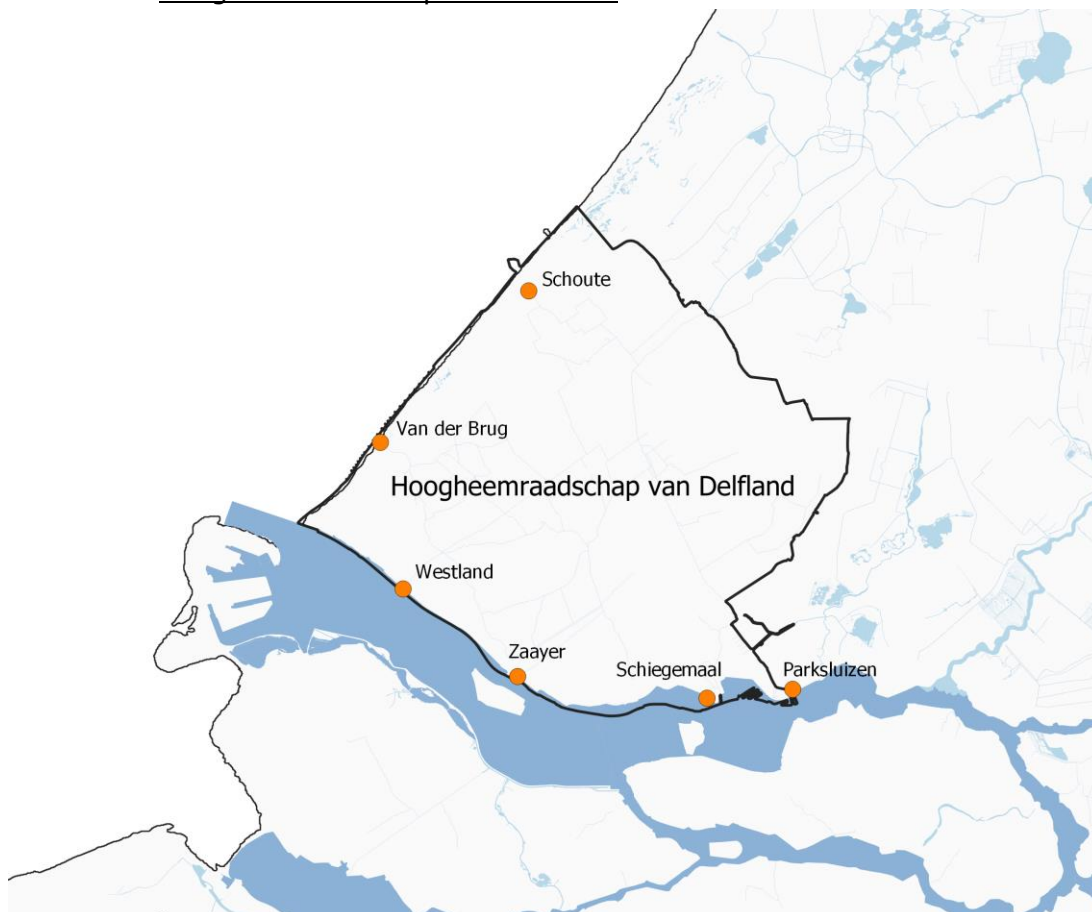 Schoute
Van der Brug
Hoogheemraadschap van Delfland
Westland
Zaayer
Schiegemaal
Parksluizen